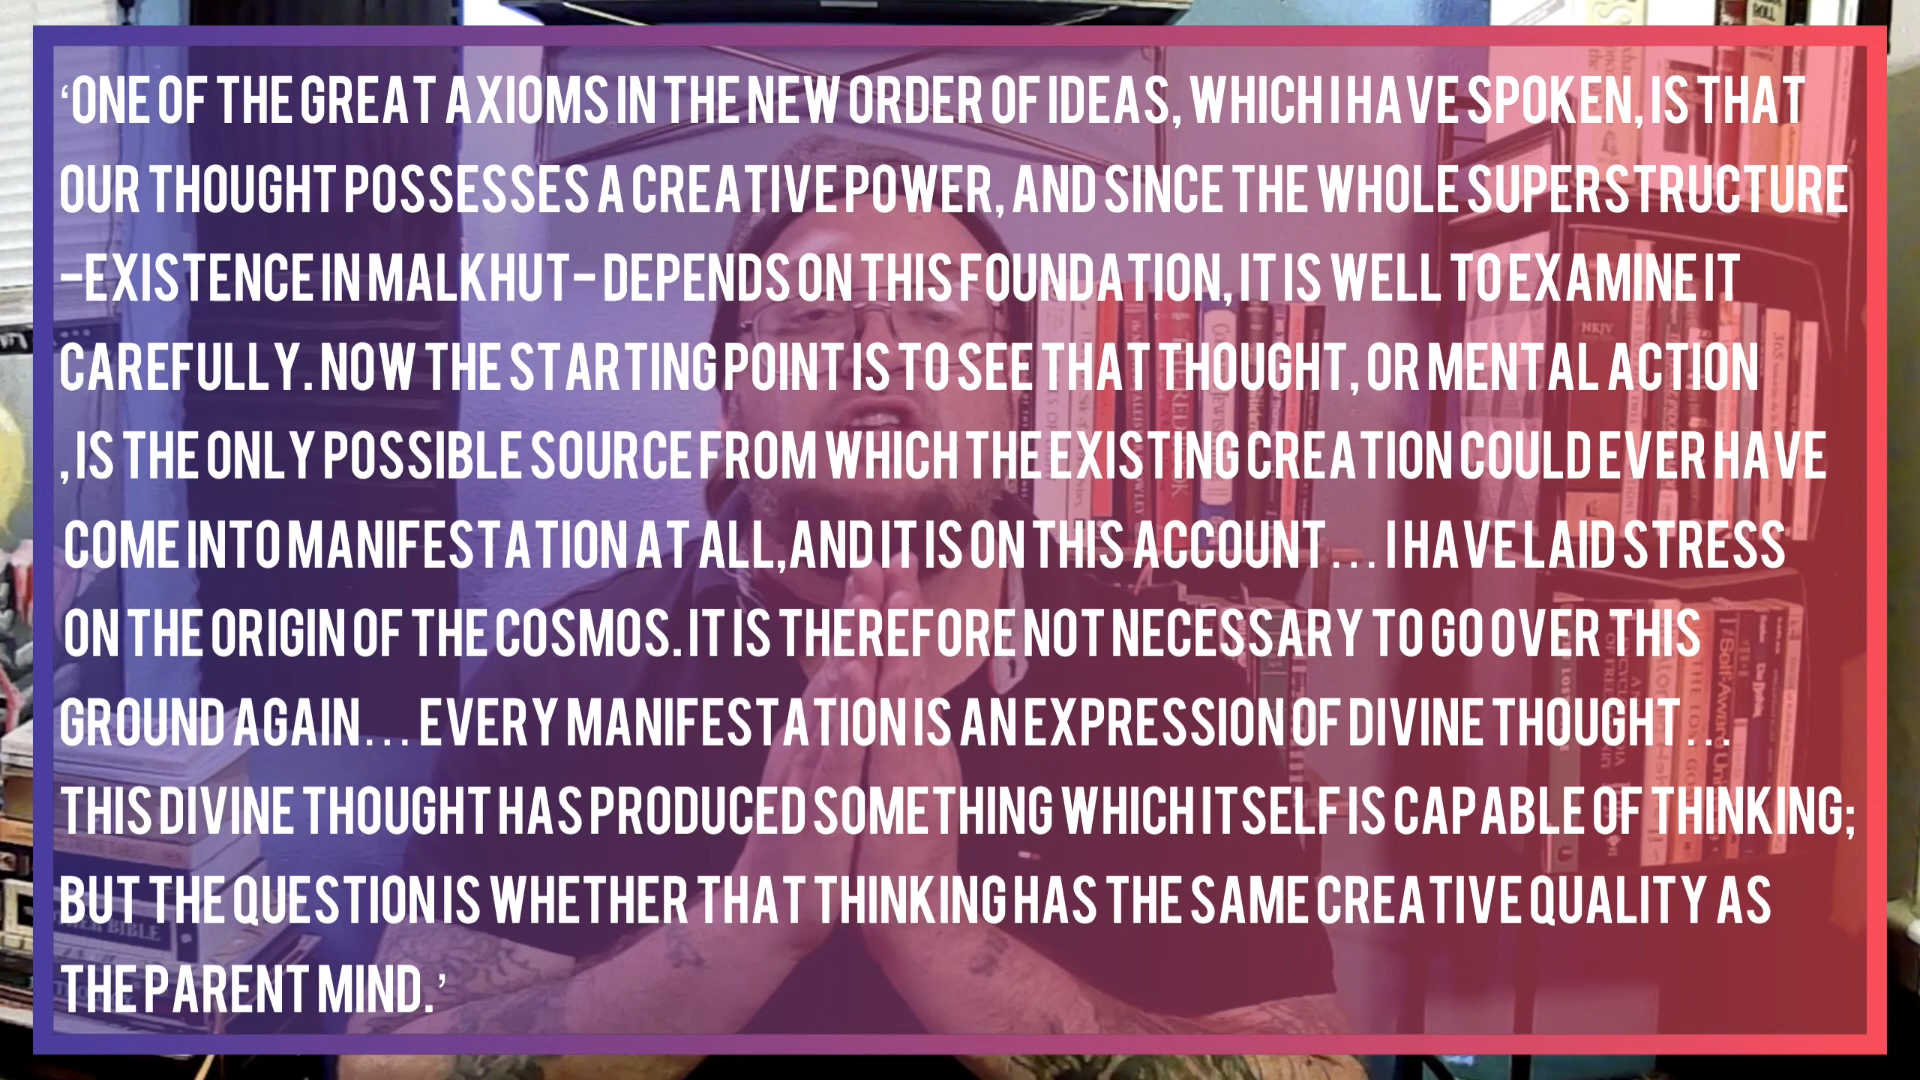 ‘ONE OF THE GREAT AXIOMS IN THE NEW ORDER OF IDEAS, WHICH I HAVE SPOKEN, IS THAT
OUR THOUGHT POSSESSES A CREATIVE POWER, AND SINCE THE WHOLE SUPERSTRUCTURE
-EXISTENCE IN MALKHUT- DEPENDS ON THIS FOUNDATION, IT IS WELL TO EXAMINE IT
CAREFULLY. NOW THE STARTING POINT IS TO SEE THAT THOUGHT, OR MENTAL ACTION
, IS THE ONLY POSSIBLE SOURCE FROM WHICH THE EXISTING CREATION COULD EVER HAVE
COME INTO MANIFESTATION AT ALL, AND IT IS ON THIS ACCOUNT... I HAVE LAID STRESS
ON THE ORIGIN OF THE COSMOS. IT IS THEREFORE NOT NECESSARY TO GO OVER THIS
GROUND AGAIN... EVERY MANIFESTATION IS AN EXPRESSION OF DIVINE THOUGHT...
THIS DIVINE THOUGHT HAS PRODUCED SOMETHING WHICH ITSELF IS CAPABLE OF THINKING;
BUT THE QUESTION IS WHETHER THAT THINKING HAS THE SAME CREATIVE QUALITY AS
THE PARENT MIND.’
NKJV
BIBLE